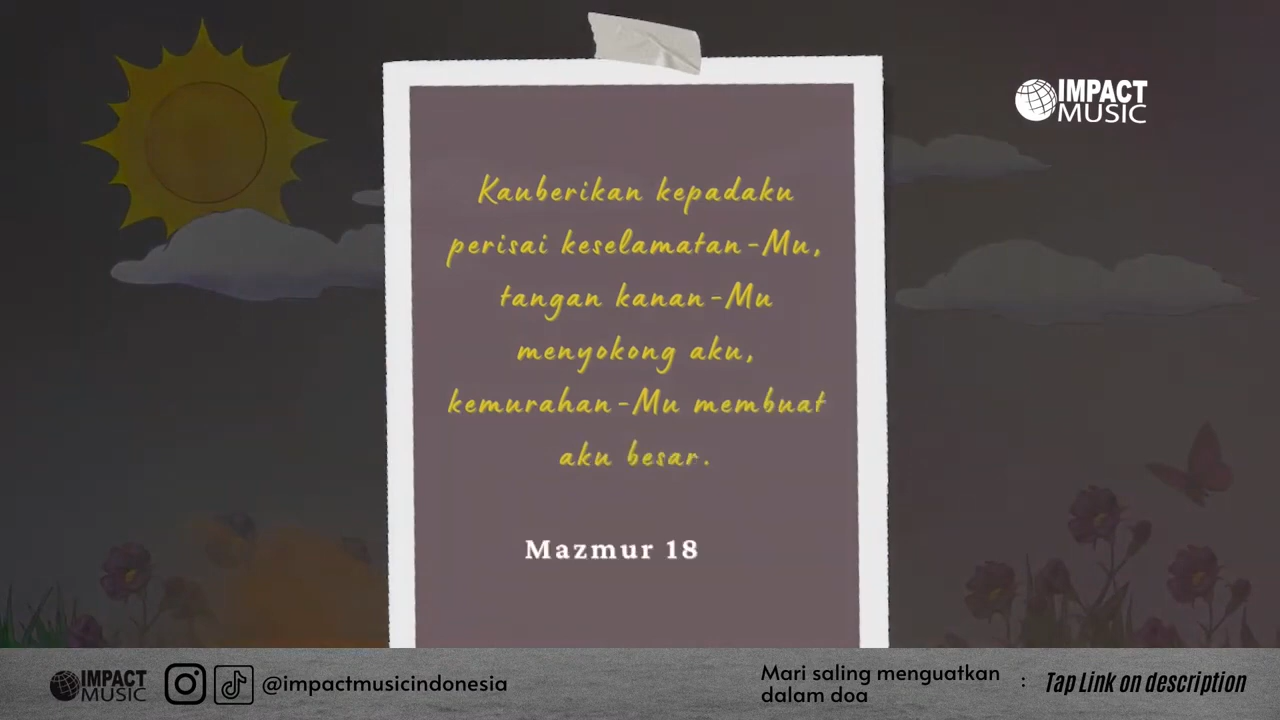 IMPACT
MUSIC
Kauberikan kepadaku
perisai keselamatan-Mu,
tangan kanan-Mu
menyokong aku,
kemurahan-Mu membuat
aku besar.
Mazmur 18
IMPACT
MUSIC
@impactmusicindonesia
Mari saling menguatkan
dalam doa
: Tap Link on description